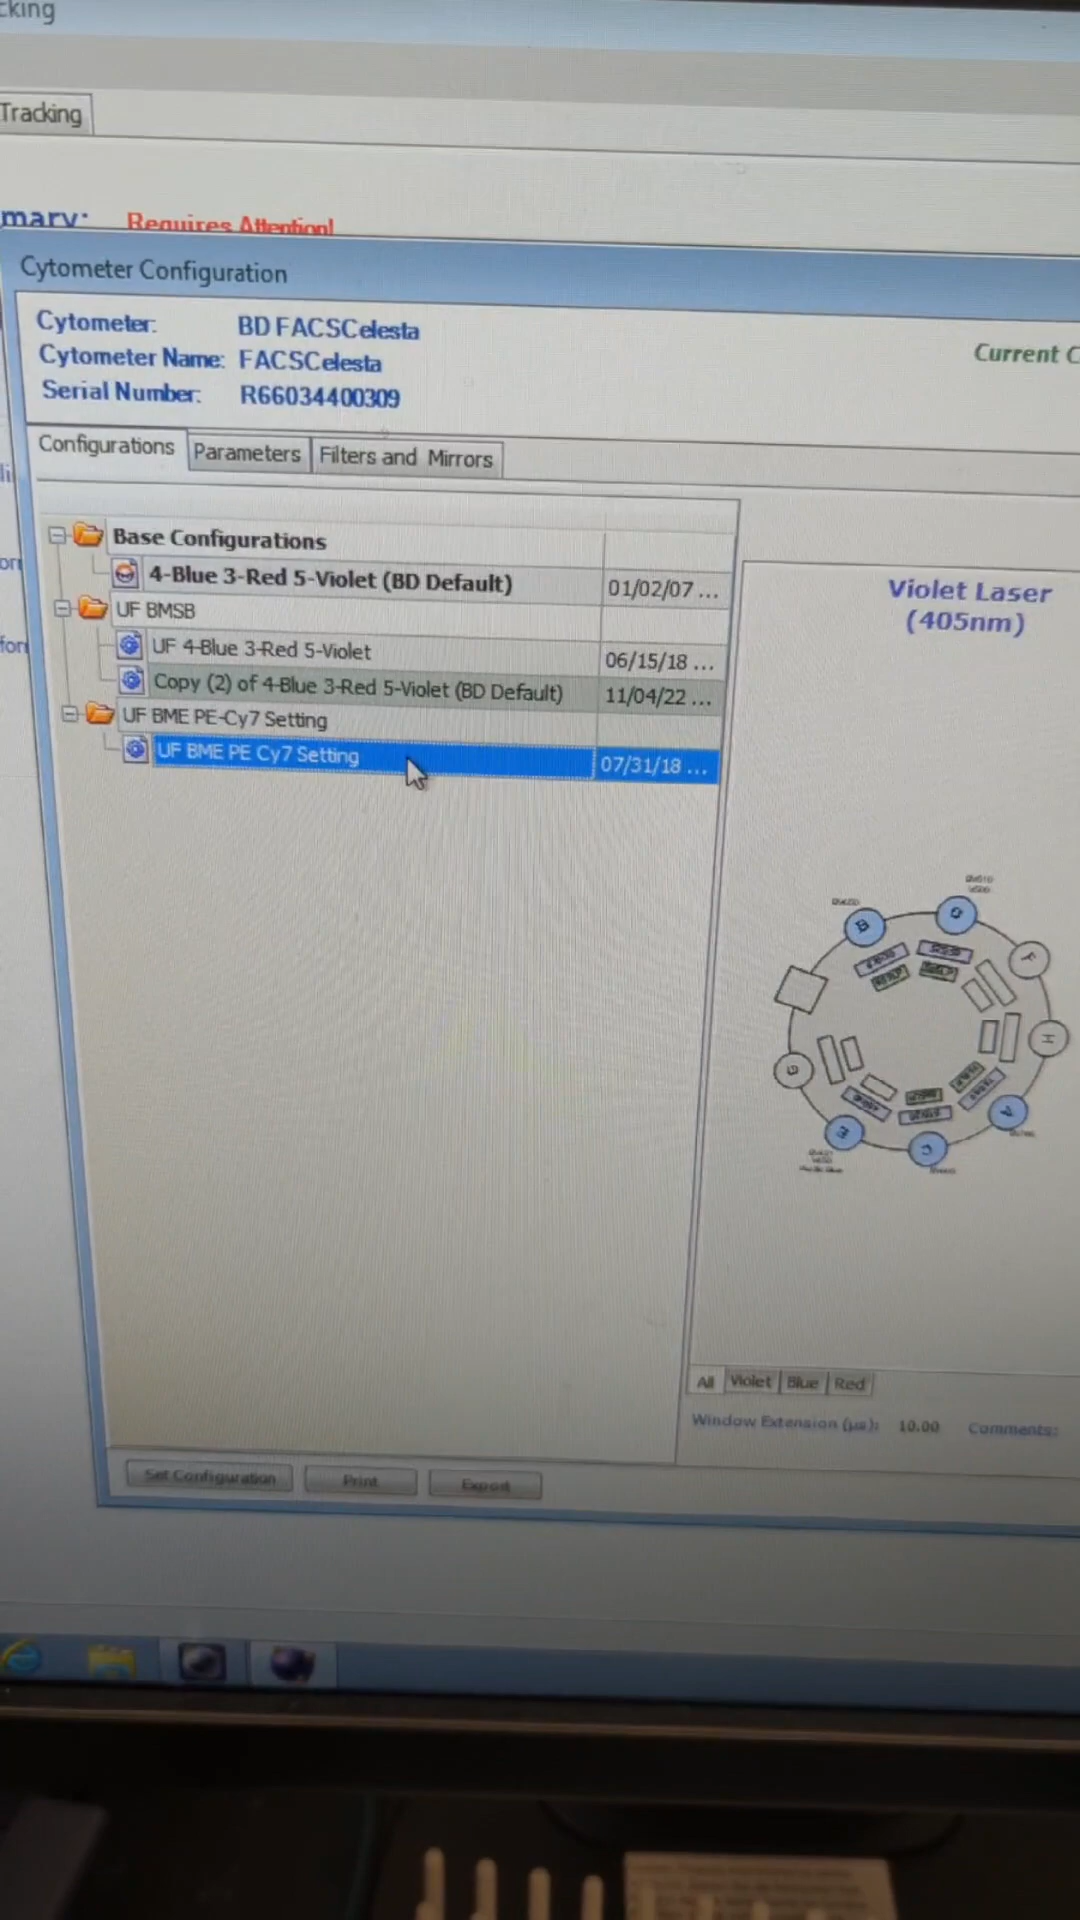 cking
Tracking
mary:
Requires Attention!
Cytometer Configuration
Cytometer: BD FACSCelesta
Cytometer Name: FACSCelesta
Serial Number: R66034400309
Current C
Configurations Parameters Filters and Mirrors
Base Configurations
4-Blue 3-Red 5-Violet (BD Default) 01/02/07 ...
UF BMSB
UF 4-Blue 3-Red 5-Violet 06/15/18 ...
Copy (2) of 4-Blue 3-Red 5-Violet (BD Default) 11/04/22 ...
UF BME PE-Cy7 Setting
UF BME PE Cy7 Setting 07/31/18 ...
Violet Laser
(405nm)
B
D
F
H
A
C
E
G
All Violet Blue Red
Window Extension (µs): 10.00 Comments:
Set Configuration Print Export